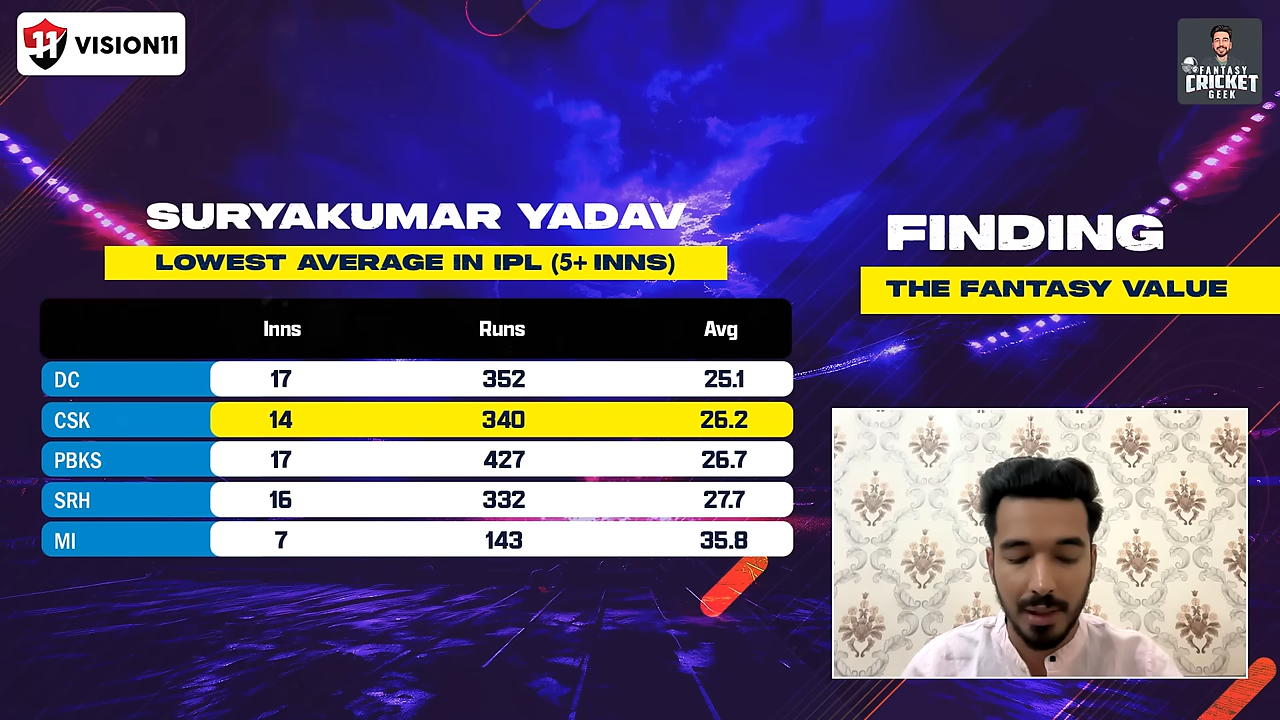 11 VISION11
FANTASY
CRICKET
GEEK
SURYAKUMAR YADAV
LOWEST AVERAGE IN IPL (5+ INNS)
FINDING
THE FANTASY VALUE
Inns Runs Avg
DC 17 352 25.1
CSK 14 340 26.2
PBKS 17 427 26.7
SRH 16 332 27.7
MI 7 143 35.8